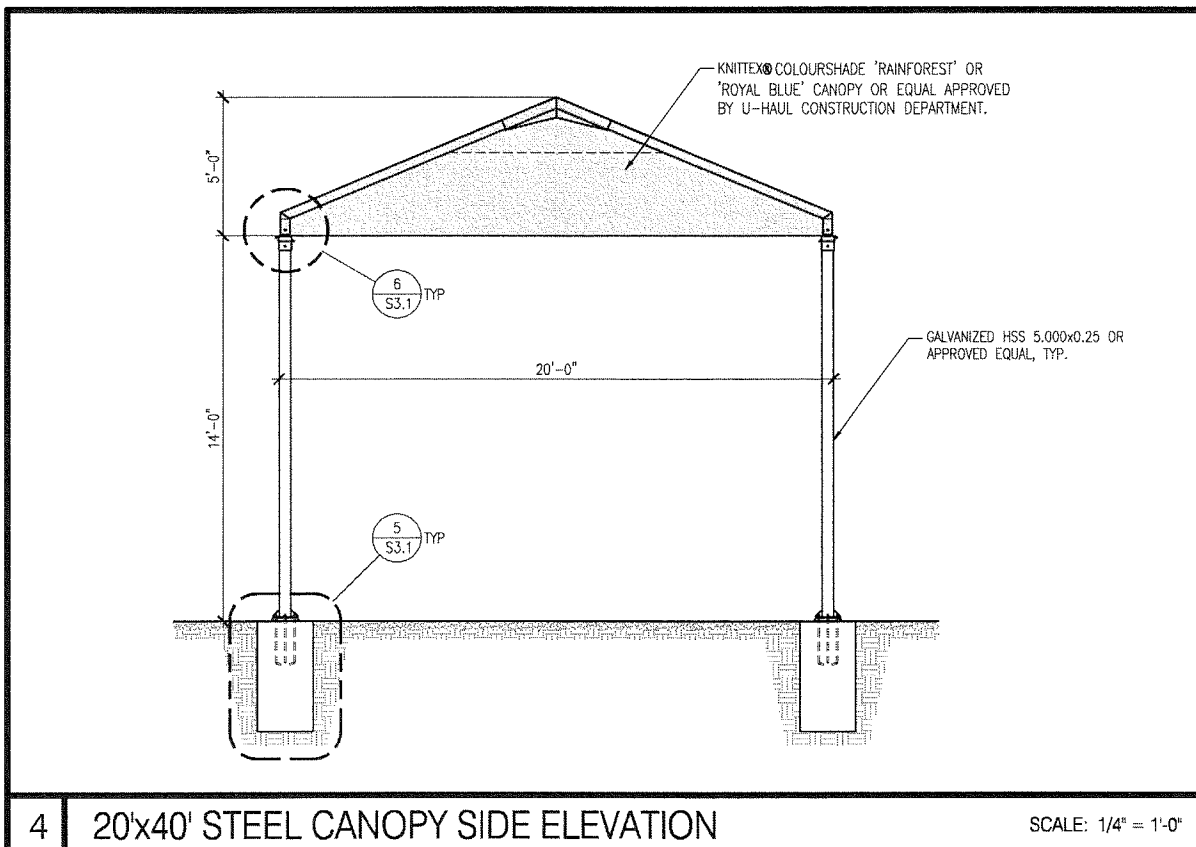 KNITTEX® COLOURSHADE 'RAINFOREST' OR
'ROYAL BLUE' CANOPY OR EQUAL APPROVED
BY U-HAUL CONSTRUCTION DEPARTMENT.
5'-0"
6
S3.1
TYP
GALVANIZED HSS 5.000x0.25 OR
APPROVED EQUAL, TYP.
20'-0"
14'-0"
5
S3.1
TYP
4
20'x40' STEEL CANOPY SIDE ELEVATION
SCALE: 1/4" = 1'-0"